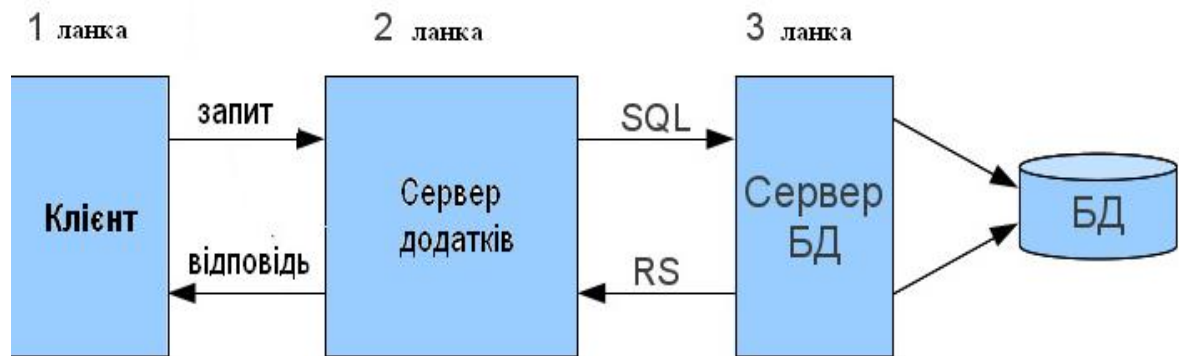 1 ланка
2 ланка
3 ланка
запит
SQL
Клієнт
Сервер
додатків
Сервер
БД
БД
відповідь
RS